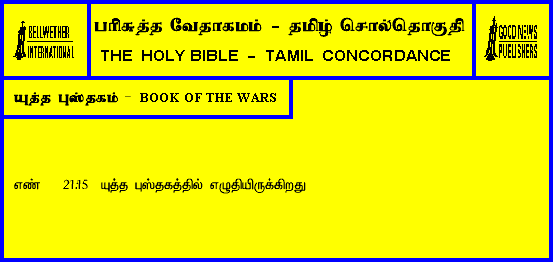 BELLWETHER
INTERNATIONAL
பரிசுத்த வேதாகமம் - தமிழ் சொல்தொகுதி
THE HOLY BIBLE - TAMIL CONCORDANCE
GOOD NEWS
PUBLISHERS
யுத்த புஸ்தகம் - BOOK OF THE WARS
எண் 21:15 யுத்த புஸ்தகத்தில் எழுதியிருக்கிறது